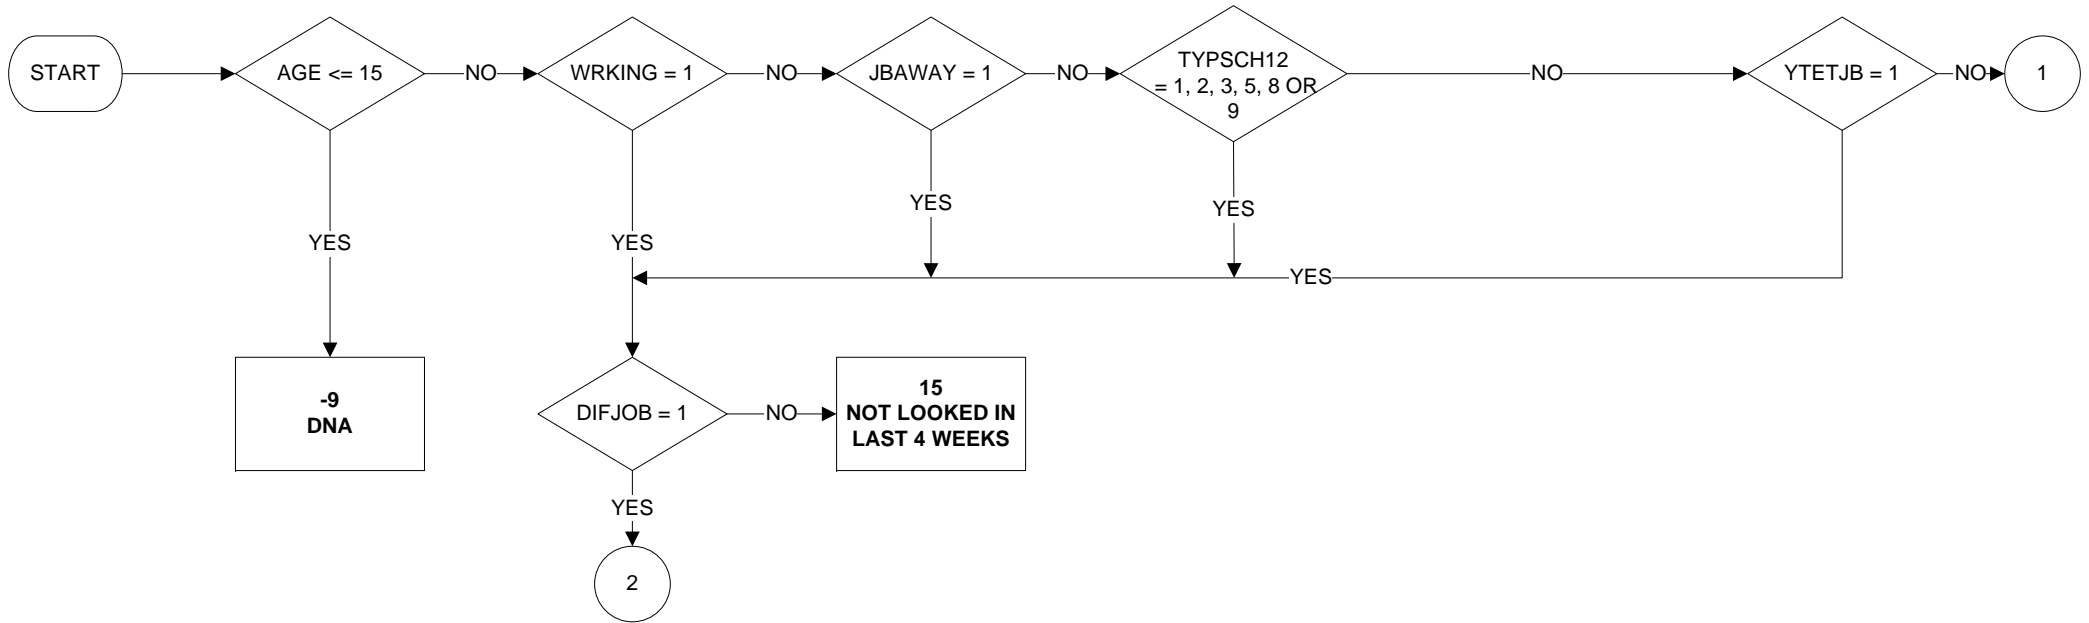 START
AGE <= 15
NO
WRKING = 1
NO
JBAWAY = 1
NO
TYPSCH12
= 1, 2, 3, 5, 8 OR
9
NO
YTETJB = 1
NO
1
YES
YES
YES
YES
YES
-9
DNA
DIFJOB = 1
NO
15
NOT LOOKED IN
LAST 4 WEEKS
YES
2